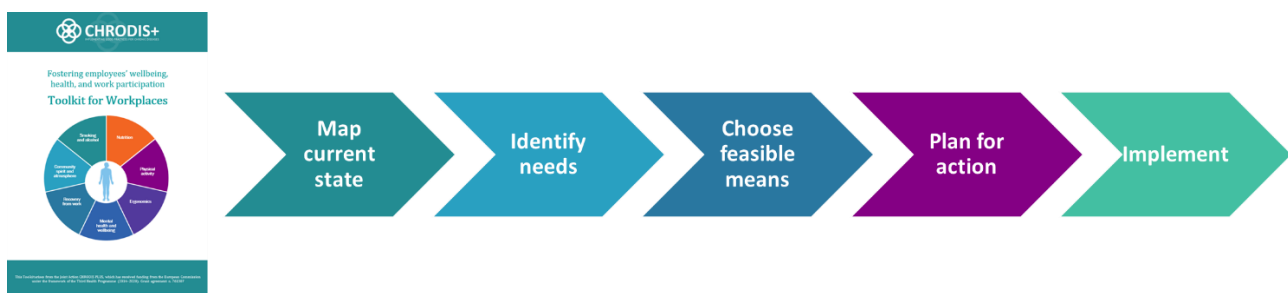 CHRODIS+
Fostering employees' wellbeing,
health, and work participation
Toolkit for Workplaces
Smoking
and alcohol
Nutrition
Physical
activity
Ergonomics
Mental
health and
wellbeing
Recovery
from work
Community
spirit and
atmosphere
Map
current
state
Identify
needs
Choose
feasible
means
Plan for
action
Implement